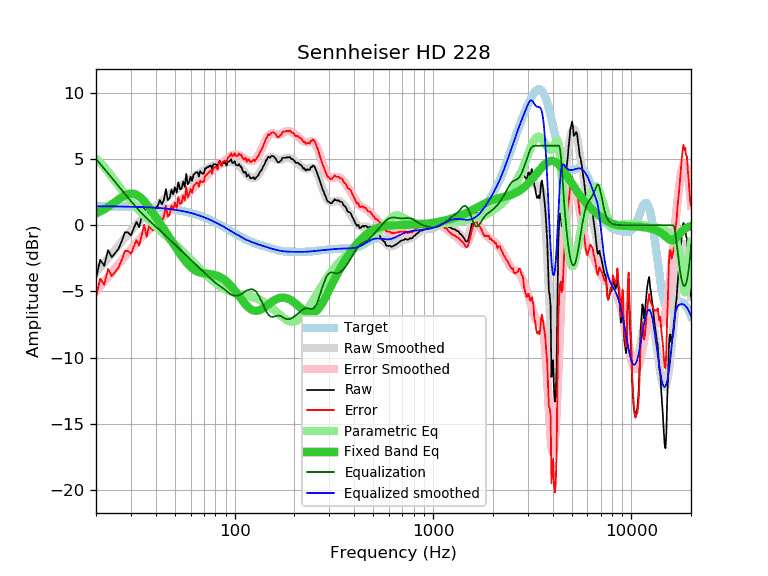 Sennheiser HD 228
Amplitude (dBr)
10
5
0
−5
−10
−15
−20
Target
Raw Smoothed
Error Smoothed
Raw
Error
Parametric Eq
Fixed Band Eq
Equalization
Equalized smoothed
100
1000
10000
Frequency (Hz)